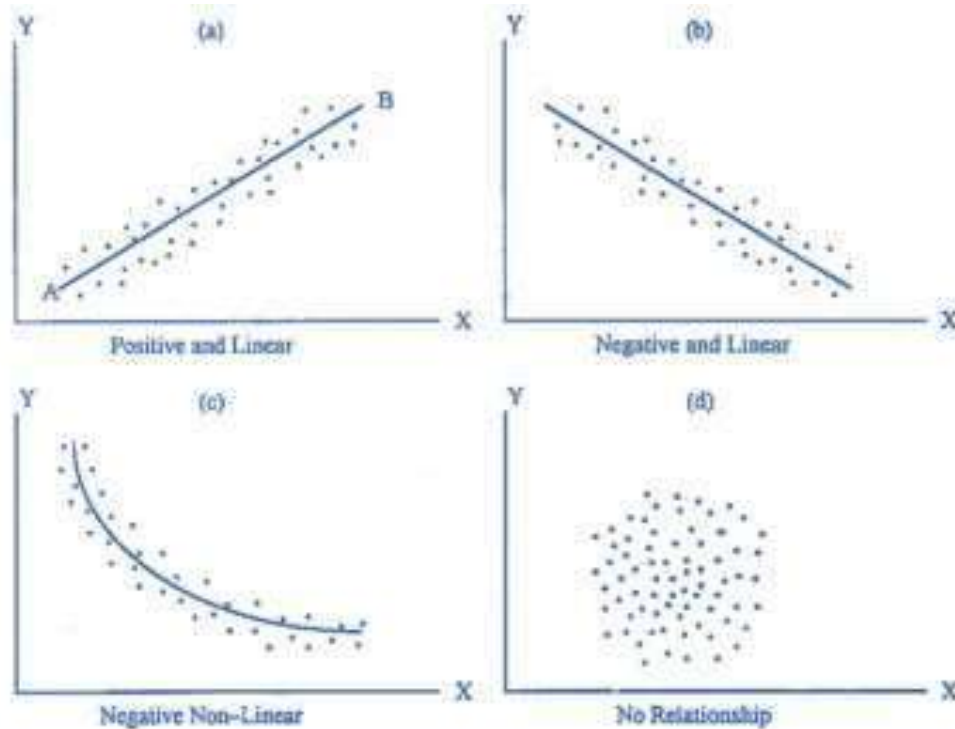 Y (a)
B
A
X
Positive and Linear
Y (b)
X
Negative and Linear
Y (c)
X
Negative Non-Linear
Y (d)
X
No Relationship